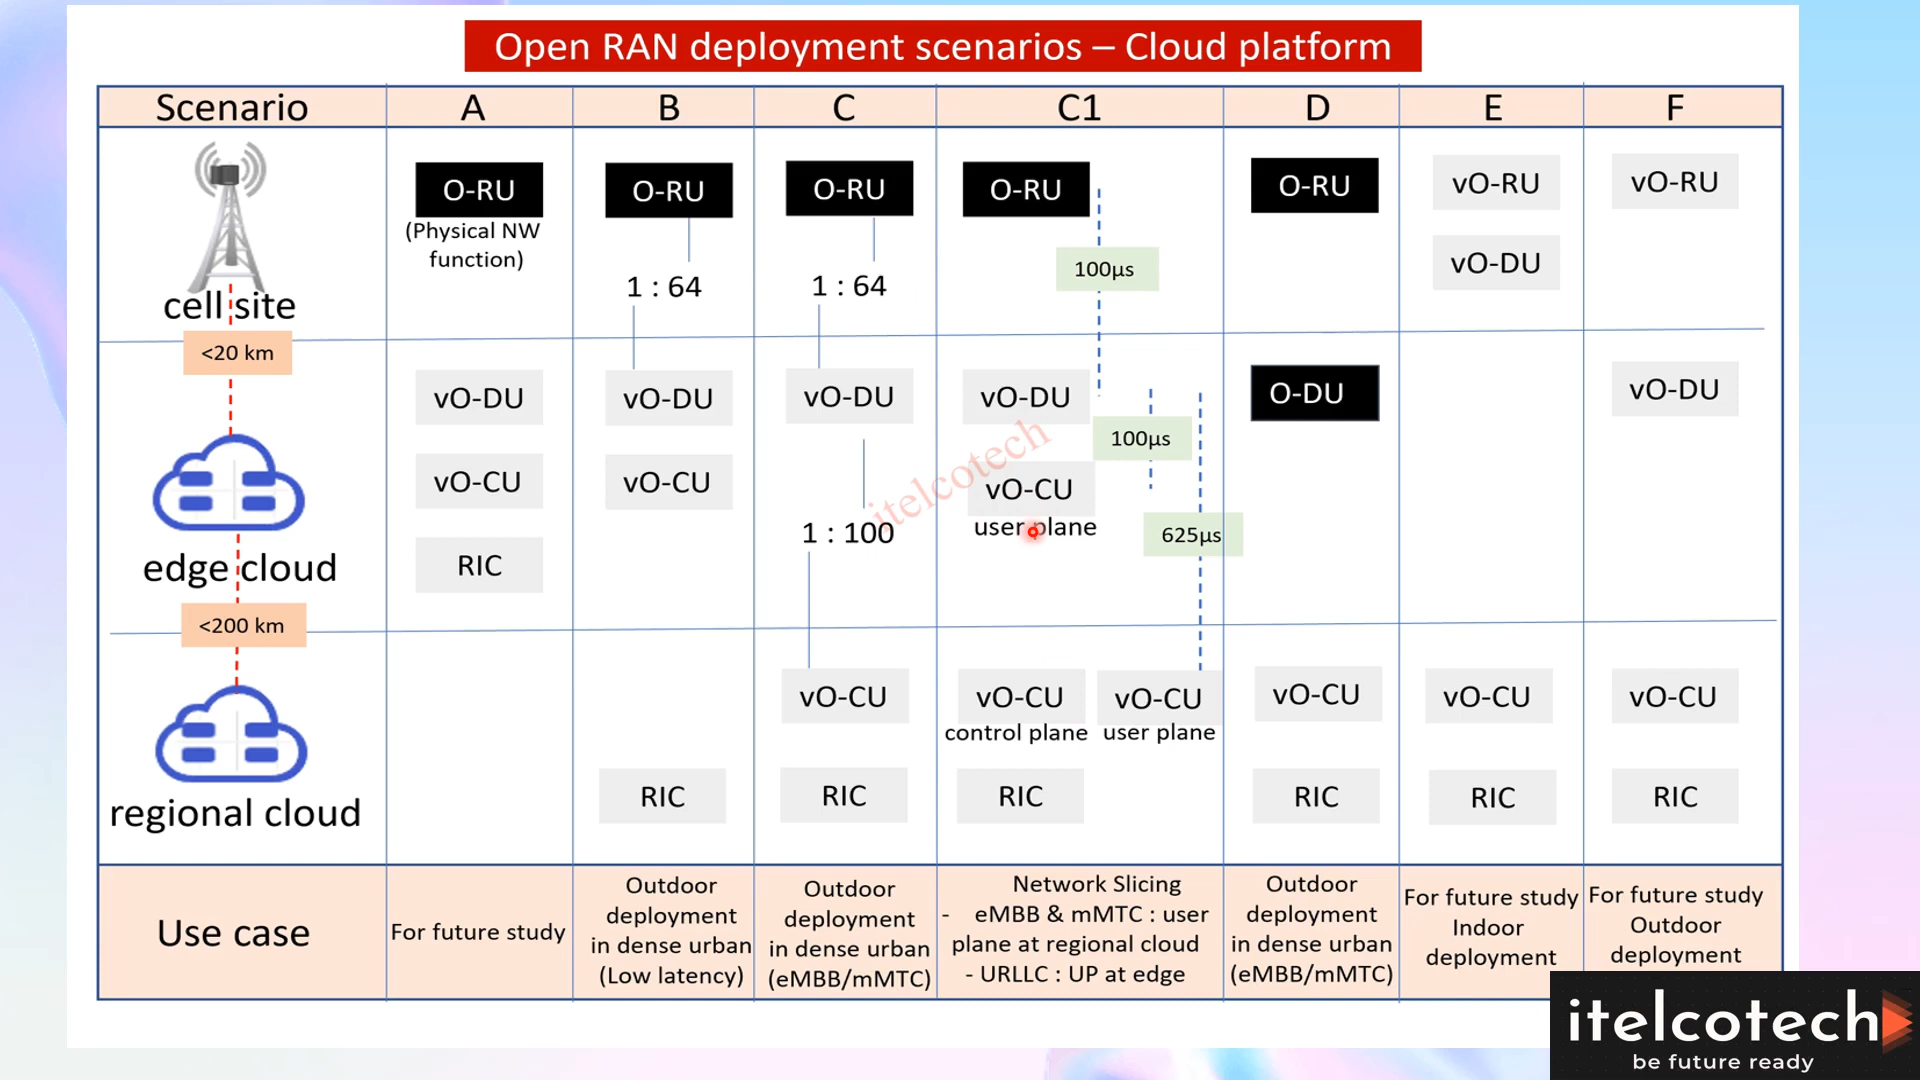 Open RAN deployment scenarios – Cloud platform
Scenario
A
B
C
C1
D
E
F
cell site
O-RU
(Physical NW
function)
O-RU
1 : 64
O-RU
1 : 64
O-RU
100µs
O-RU
vO-RU
vO-DU
vO-RU
<20 km
edge cloud
vO-DU
vO-CU
RIC
vO-DU
vO-CU
vO-DU
1 : 100
vO-DU
100µs
vO-CU
user plane
625µs
O-DU
vO-DU
itelcotech
<200 km
regional cloud
RIC
vO-CU
RIC
vO-CU
control plane
vO-CU
user plane
RIC
vO-CU
RIC
vO-CU
RIC
vO-CU
RIC
Use case
For future study
Outdoor
deployment
in dense urban
(Low latency)
Outdoor
deployment
in dense urban
(eMBB/mMTC)
Network Slicing
- eMBB & mMTC : user
plane at regional cloud
- URLLC : UP at edge
Outdoor
deployment
in dense urban
(eMBB/mMTC)
For future study
Indoor
deployment
For future study
Outdoor
deployment
itelcotech
be future ready